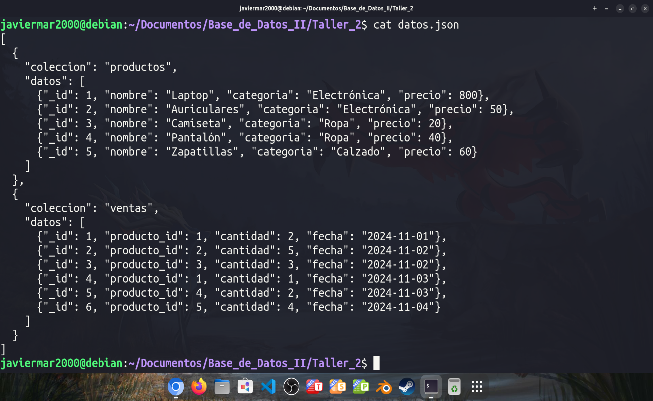 javiermar2000@debian:~/Documentos/Base_de_Datos_II/Taller_2
javiermar2000@debian:~/Documentos/Base_de_Datos_II/Taller_2$ cat datos.json
[
  {
    "coleccion": "productos",
    "datos": [
      {"_id": 1, "nombre": "Laptop", "categoria": "Electrónica", "precio": 800},
      {"_id": 2, "nombre": "Auriculares", "categoria": "Electrónica", "precio": 50},
      {"_id": 3, "nombre": "Camiseta", "categoria": "Ropa", "precio": 20},
      {"_id": 4, "nombre": "Pantalón", "categoria": "Ropa", "precio": 40},
      {"_id": 5, "nombre": "Zapatillas", "categoria": "Calzado", "precio": 60}
    ]
  },
  {
    "coleccion": "ventas",
    "datos": [
      {"_id": 1, "producto_id": 1, "cantidad": 2, "fecha": "2024-11-01"},
      {"_id": 2, "producto_id": 2, "cantidad": 5, "fecha": "2024-11-02"},
      {"_id": 3, "producto_id": 3, "cantidad": 3, "fecha": "2024-11-02"},
      {"_id": 4, "producto_id": 1, "cantidad": 1, "fecha": "2024-11-03"},
      {"_id": 5, "producto_id": 4, "cantidad": 2, "fecha": "2024-11-03"},
      {"_id": 6, "producto_id": 5, "cantidad": 4, "fecha": "2024-11-04"}
    ]
  }
]
javiermar2000@debian:~/Documentos/Base_de_Datos_II/Taller_2$